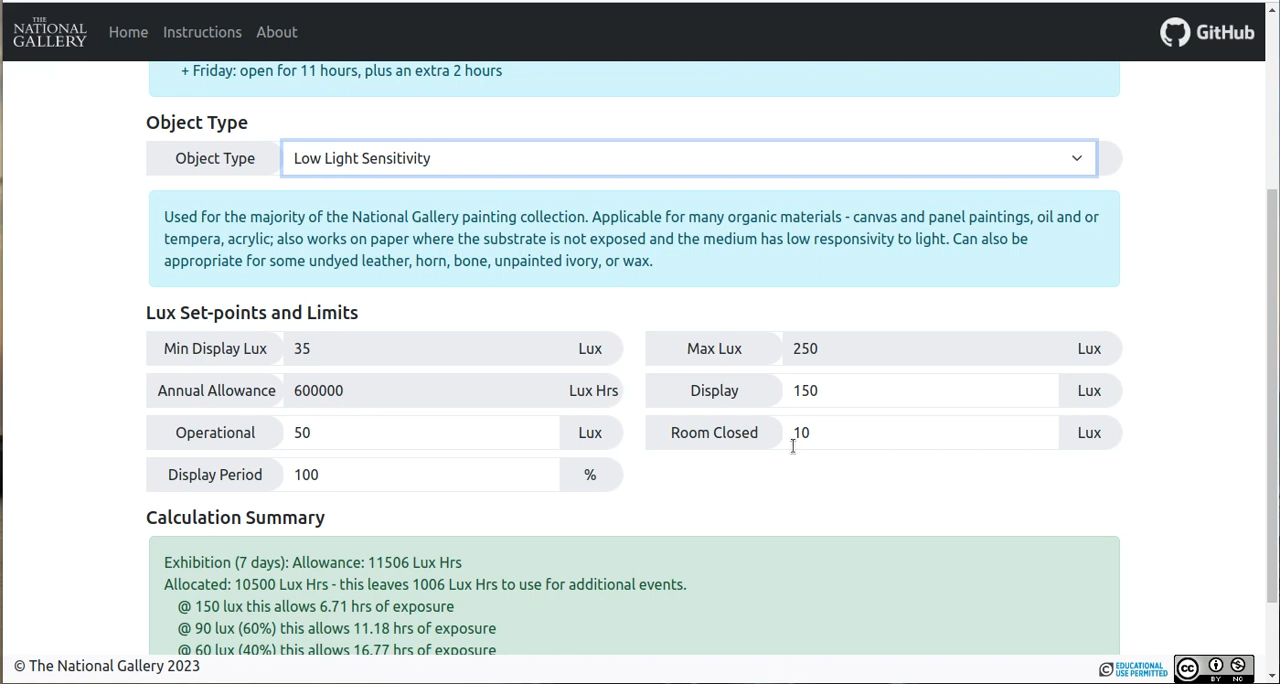 THE
NATIONAL
GALLERY
Home Instructions About
GitHub
+ Friday: open for 11 hours, plus an extra 2 hours
Object Type
Object Type Low Light Sensitivity
Used for the majority of the National Gallery painting collection. Applicable for many organic materials - canvas and panel paintings, oil and or
tempera, acrylic; also works on paper where the substrate is not exposed and the medium has low responsivity to light. Can also be
appropriate for some undyed leather, horn, bone, unpainted ivory, or wax.
Lux Set-points and Limits
Min Display Lux 35 Lux Max Lux 250 Lux
Annual Allowance 600000 Lux Hrs Display 150 Lux
Operational 50 Lux Room Closed 10 Lux
Display Period 100 %
Calculation Summary
Exhibition (7 days): Allowance: 11506 Lux Hrs
Allocated: 10500 Lux Hrs - this leaves 1006 Lux Hrs to use for additional events.
@ 150 lux this allows 6.71 hrs of exposure
@ 90 lux (60%) this allows 11.18 hrs of exposure
@ 60 lux (40%) this allows 16.77 hrs of exposure
© The National Gallery 2023
© EDUCATIONAL
USE PERMITTED
cc BY NC